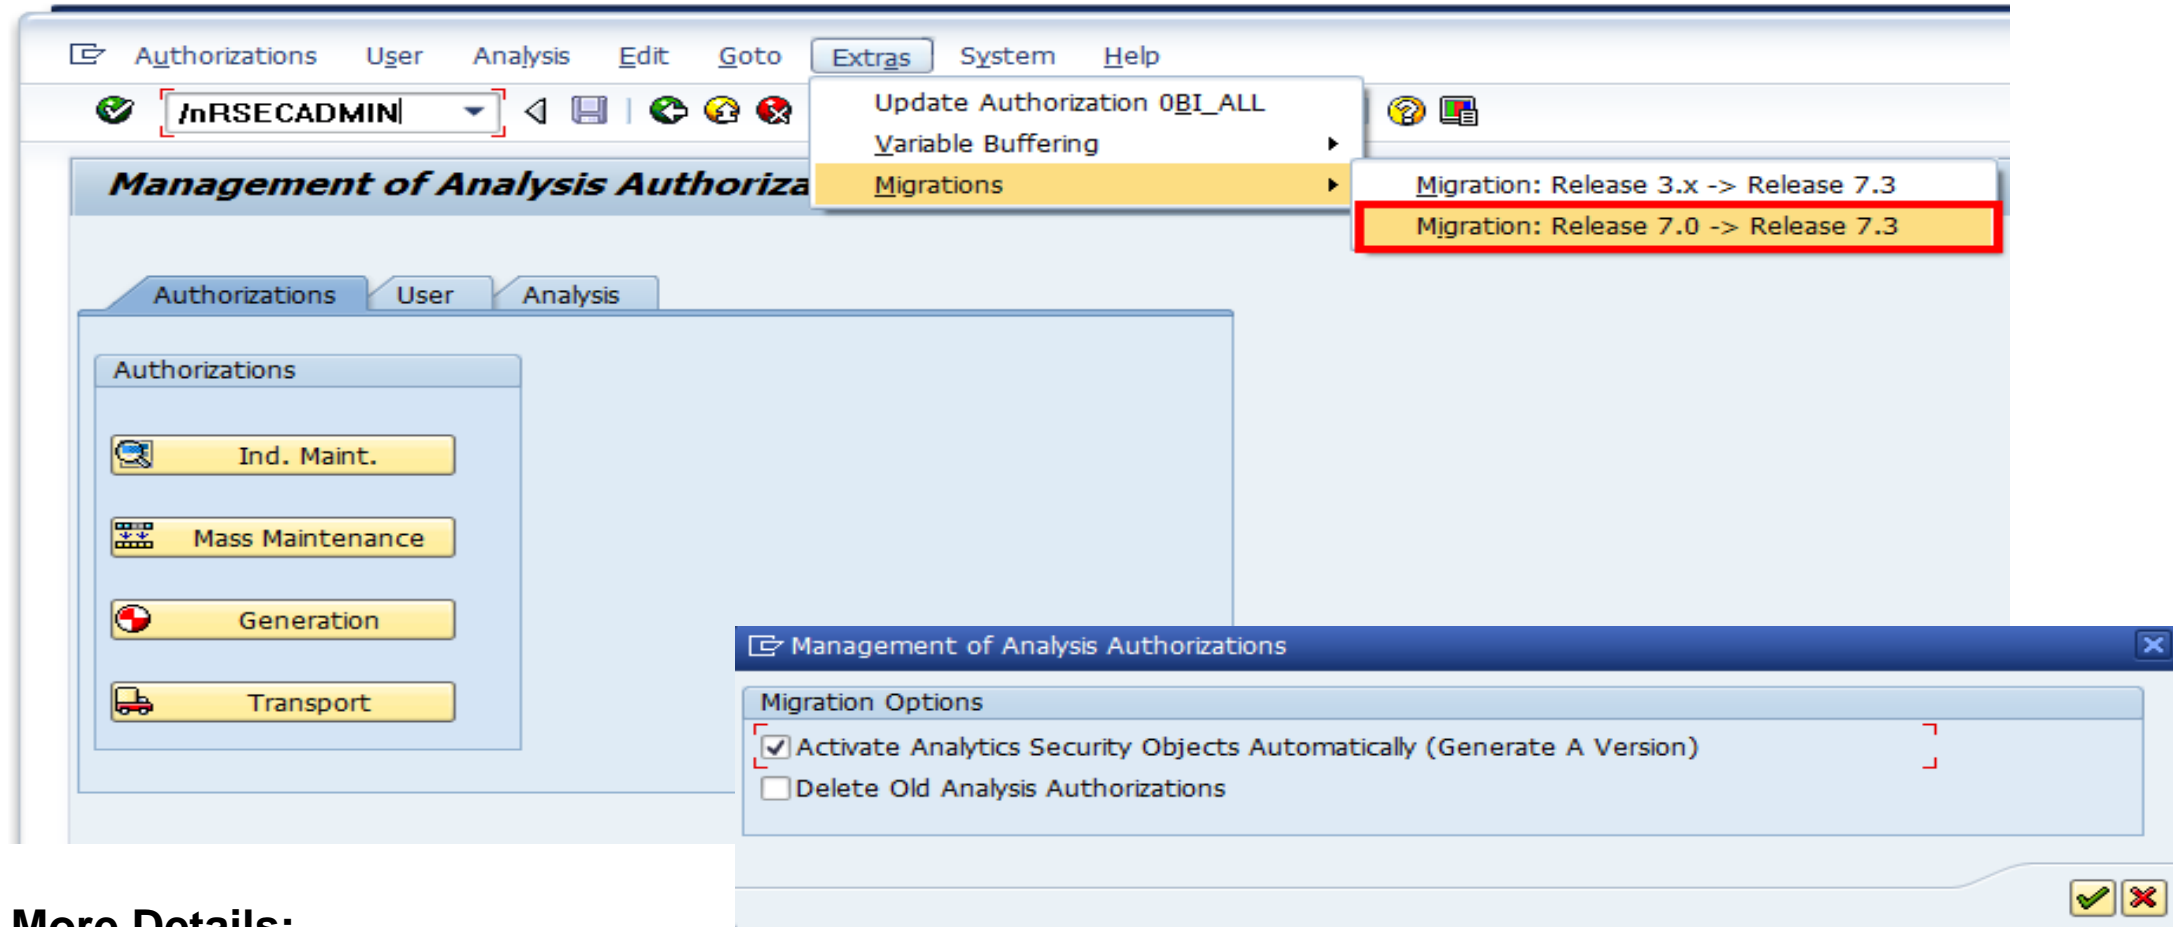 Authorizations User Analysis Edit Goto Extras System Help
/nRSECADMIN
Update Authorization 0BI_ALL
Variable Buffering
Migrations
Migration: Release 3.x -> Release 7.3
Migration: Release 7.0 -> Release 7.3
Management of Analysis Authoriza
Authorizations User Analysis
Authorizations
Ind. Maint.
Mass Maintenance
Generation
Transport
Management of Analysis Authorizations
Migration Options
Activate Analytics Security Objects Automatically (Generate A Version)
Delete Old Analysis Authorizations
More Details: